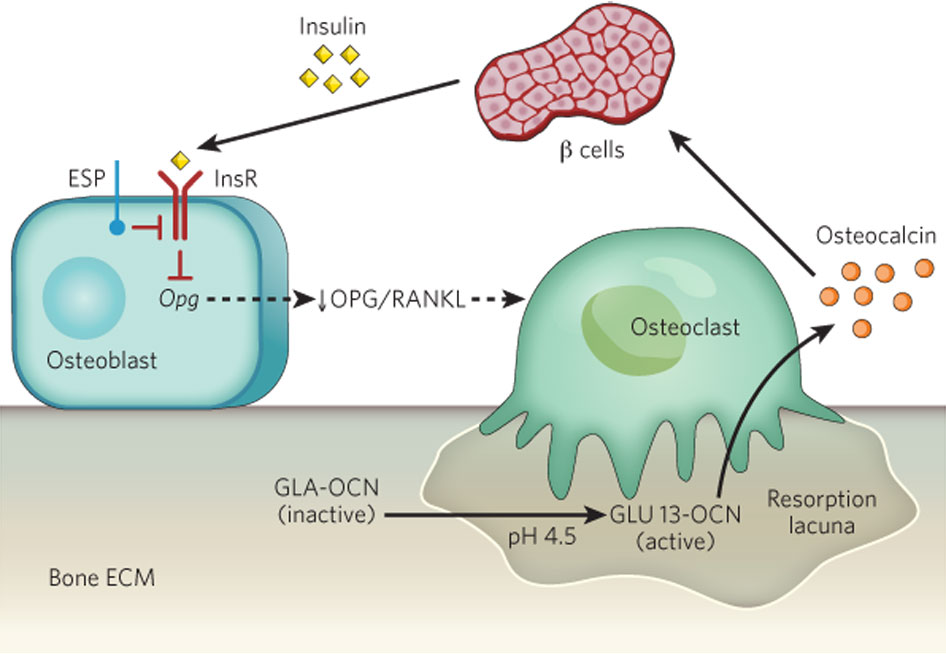 Insulin
β cells
ESP
InsR
Osteocalcin
Opg
↓OPG/RANKL
Osteoclast
Osteoblast
GLA-OCN
(inactive)
pH 4.5
GLU 13-OCN
(active)
Resorption
lacuna
Bone ECM